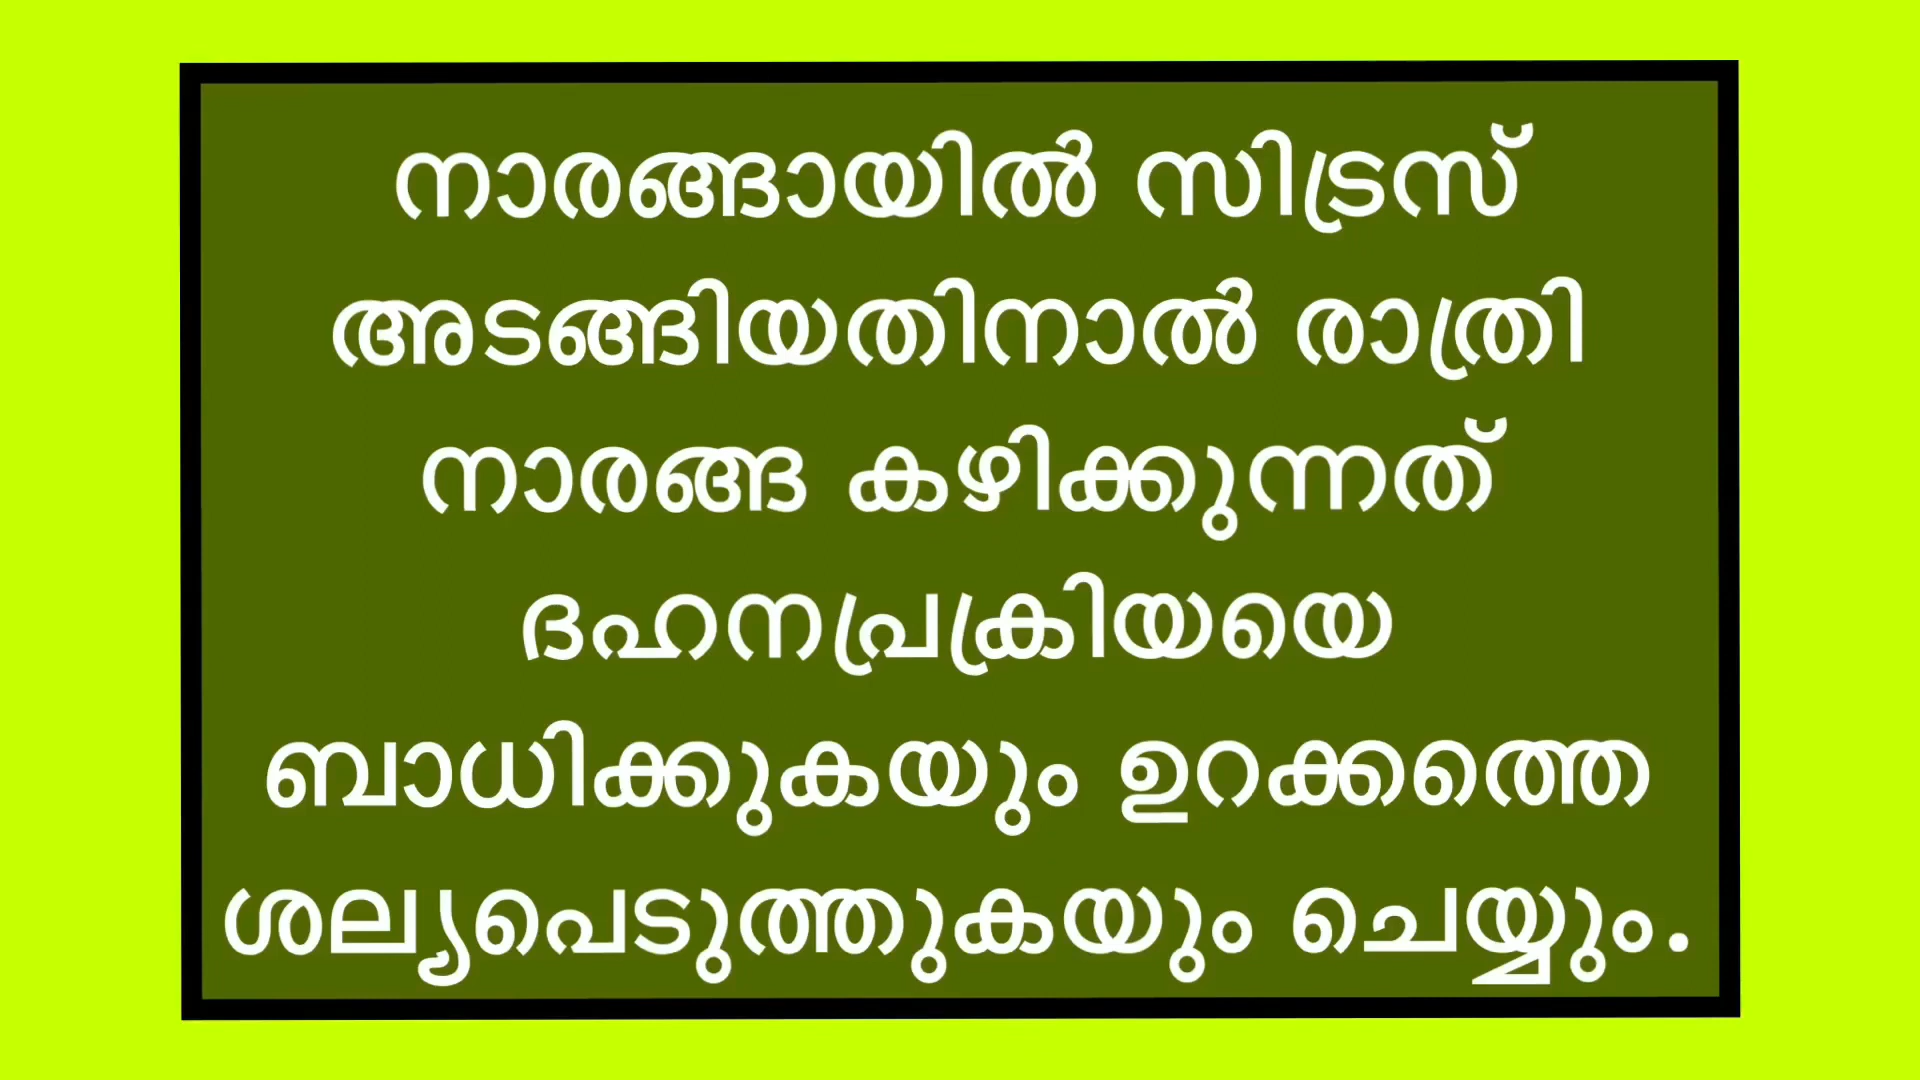 നാരങ്ങായിൽ സിട്രസ്
അടങ്ങിയതിനാൽ രാത്രി
നാരങ്ങ കഴിക്കുന്നത്
ദഹനപ്രക്രിയയെ
ബാധിക്കുകയും ഉറക്കത്തെ
ശല്യപെടുത്തുകയും ചെയ്യും.